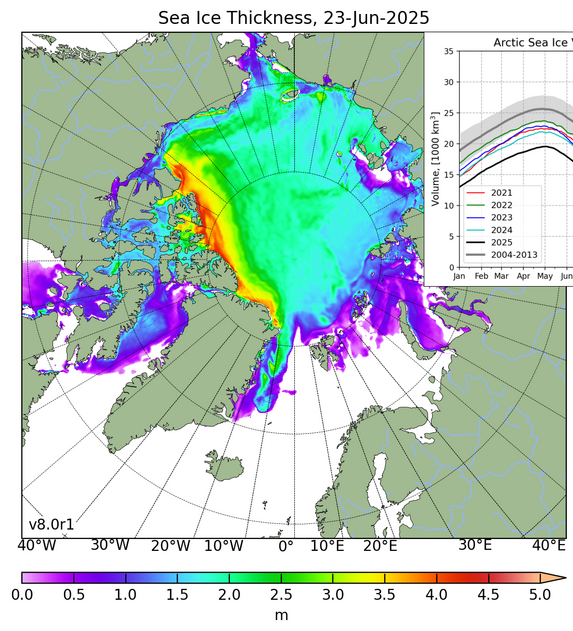 Sea Ice Thickness, 23-Jun-2025
Arctic Sea Ice
Volume, [1000 km³]
35
30
25
20
15
10
5
0
Jan Feb Mar Apr May Jun
2021
2022
2023
2024
2025
2004-2013
v8.0r1
40°W 30°W 20°W 10°W 0° 10°E 20°E 30°E 40°E
0.0 0.5 1.0 1.5 2.0 2.5 3.0 3.5 4.0 4.5 5.0
m